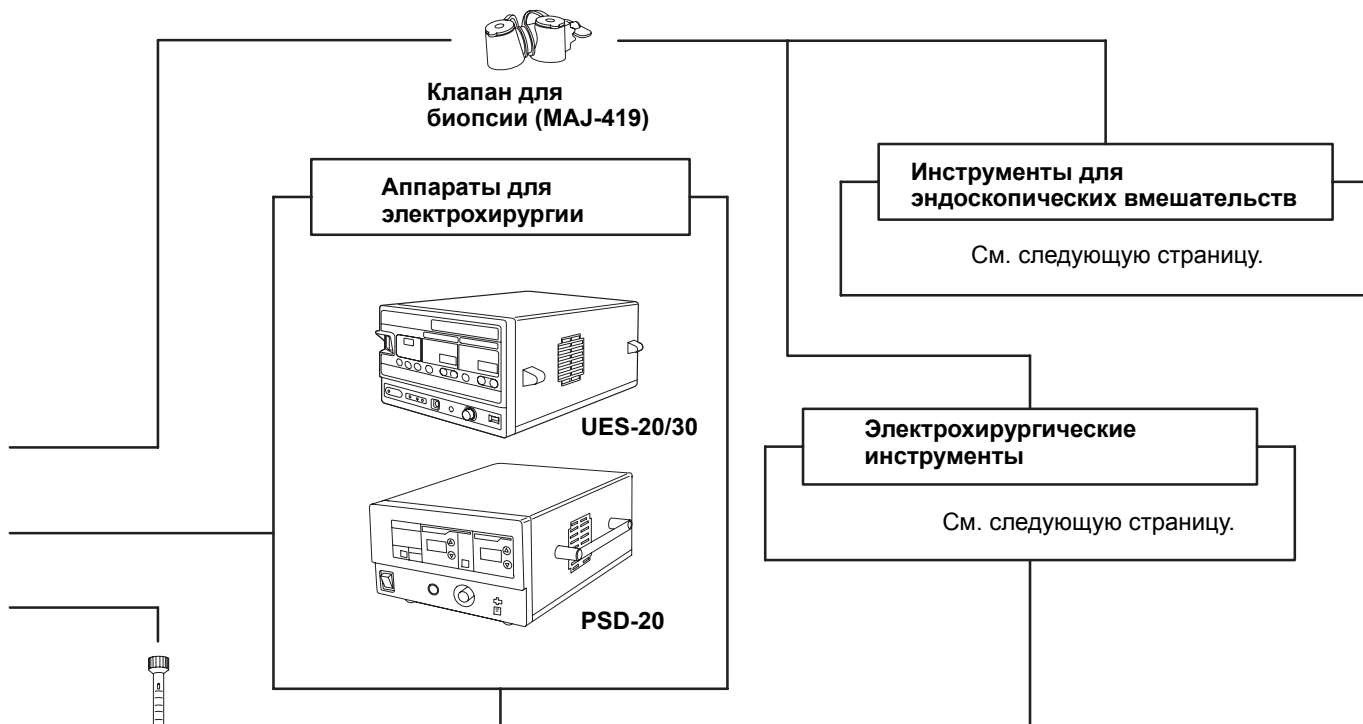 Клапан для
биопсии (MAJ-419)
Аппараты для
электрохирургии
UES-20/30
PSD-20
Инструменты для
эндоскопических вмешательств
См. следующую страницу.
Электрохирургические
инструменты
См. следующую страницу.